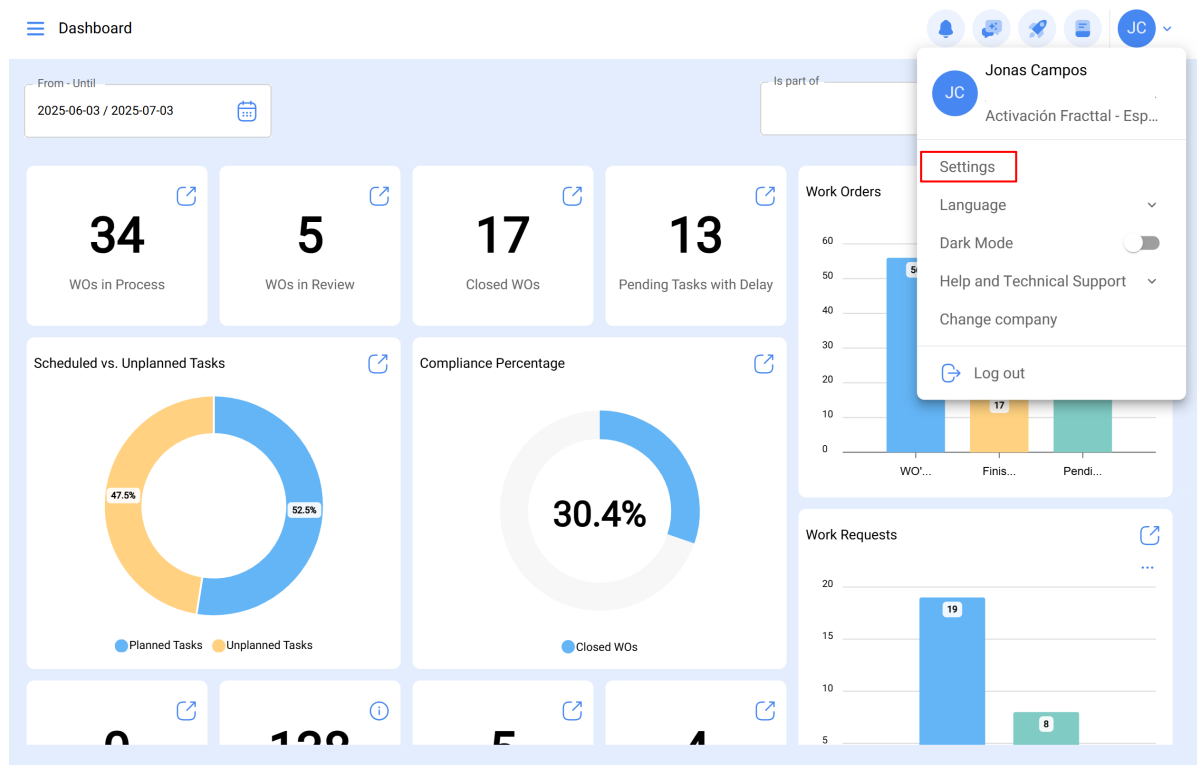 Dashboard
JC
JC
Jonas Campos
Activación Fracttal - Esp...
Settings
Language
Dark Mode
Help and Technical Support
Change company
Log out
From - Until
2025-06-03 / 2025-07-03
Is part of
34
WOs in Process
5
WOs in Review
17
Closed WOs
13
Pending Tasks with Delay
Work Orders
60
50
40
30
20
10
0
17
WO'...
Finis...
Pendi...
Scheduled vs. Unplanned Tasks
47.5%
52.5%
Planned Tasks
Unplanned Tasks
Compliance Percentage
30.4%
Closed WOs
Work Requests
...
20
15
10
5
19
8